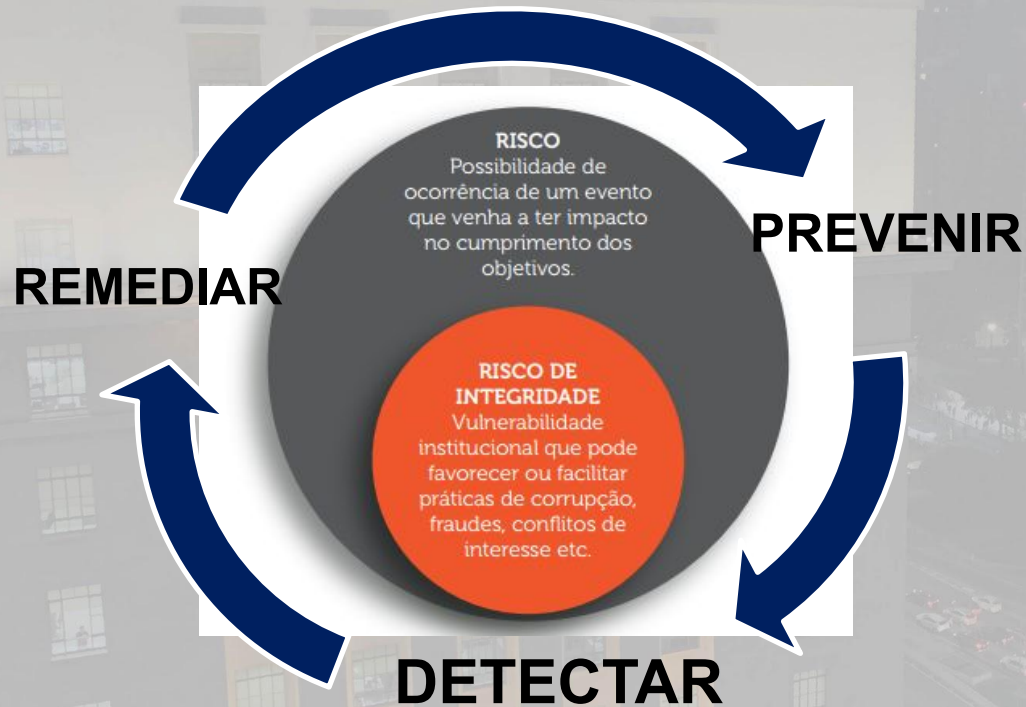 RISCO
Possibilidade de
ocorrência de um evento
que venha a ter impacto
no cumprimento dos
objetivos.
PREVENIR
REMEDIAR
RISCO DE
INTEGRIDADE
Vulnerabilidade
institucional que pode
favorecer ou facilitar
práticas de corrupção,
fraudes, conflitos de
interesse etc.
DETECTAR